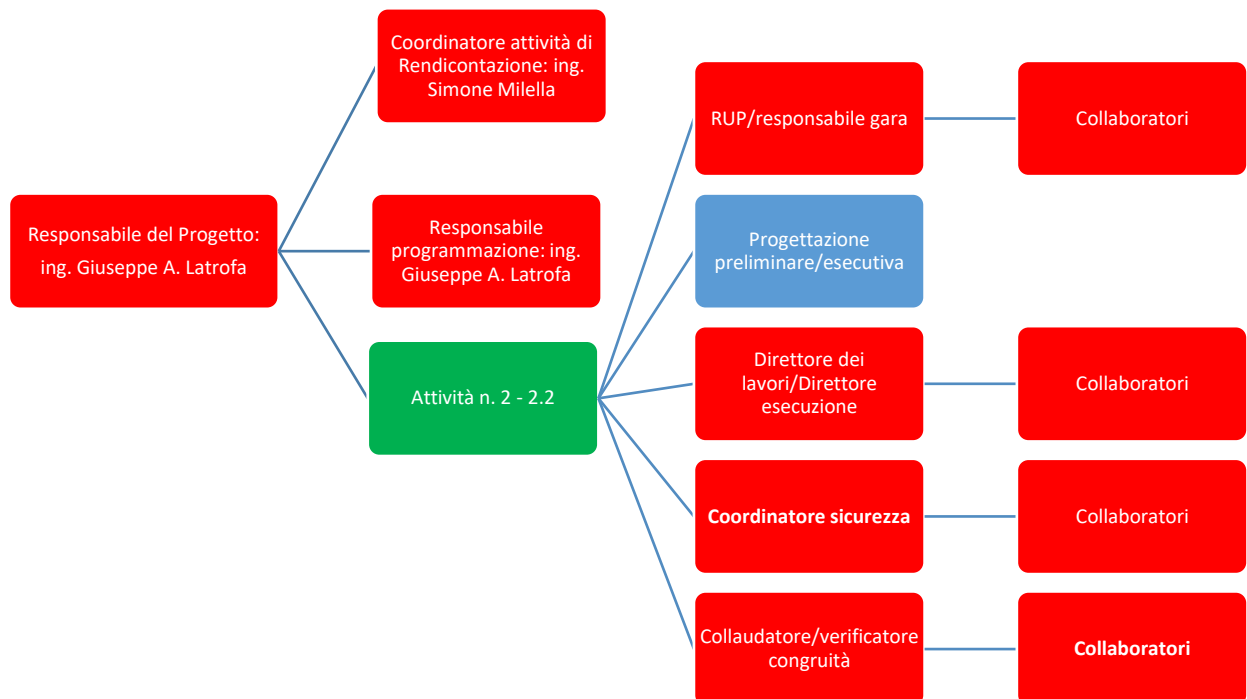 Coordinatore attività di
Rendicontazione: ing.
Simone Milella
RUP/responsabile gara
Collaboratori
Responsabile del Progetto:
ing. Giuseppe A. Latrofa
Responsabile
programmazione: ing.
Giuseppe A. Latrofa
Progettazione
preliminare/esecutiva
Attività n. 2 - 2.2
Direttore dei
lavori/Direttore
esecuzione
Collaboratori
Coordinatore sicurezza
Collaboratori
Collaudatore/verificatore
congruità
Collaboratori